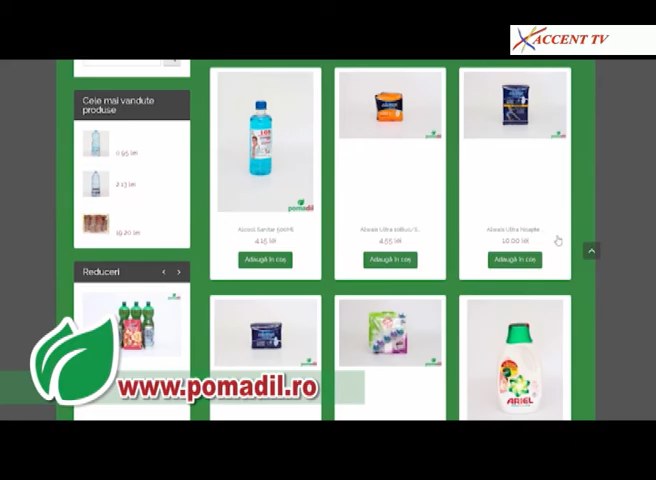 ACCENT TV
Cele mai vandute
produse
0.95 lei
2.13 lei
19.20 lei
Reduceri
pomadil
Alcool Sanitar 500Ml
4.15 lei
Adaugă în coș
4.55 lei
Adaugă în coș
Always Ultra Noapte
10.00 lei
Adaugă în coș
ARIEL
www.pomadil.ro